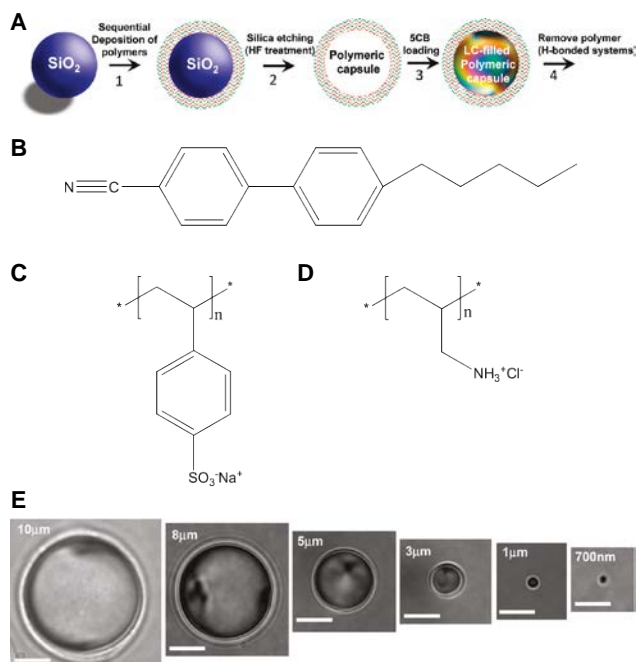 A
Sequential
Deposition of
polymers
1
SiO2
SiO2
Silica etching
(HF treatment)
2
Polymeric
capsule
5CB
loading
3
LC-filled
Polymeric
capsule
Remove polymer
(H-bonded systems)
4
B
N
C
C
*
n
*
SO3-Na+
D
*
n
*
NH3+Cl-
E
10µm
8µm
5µm
3µm
1µm
700nm